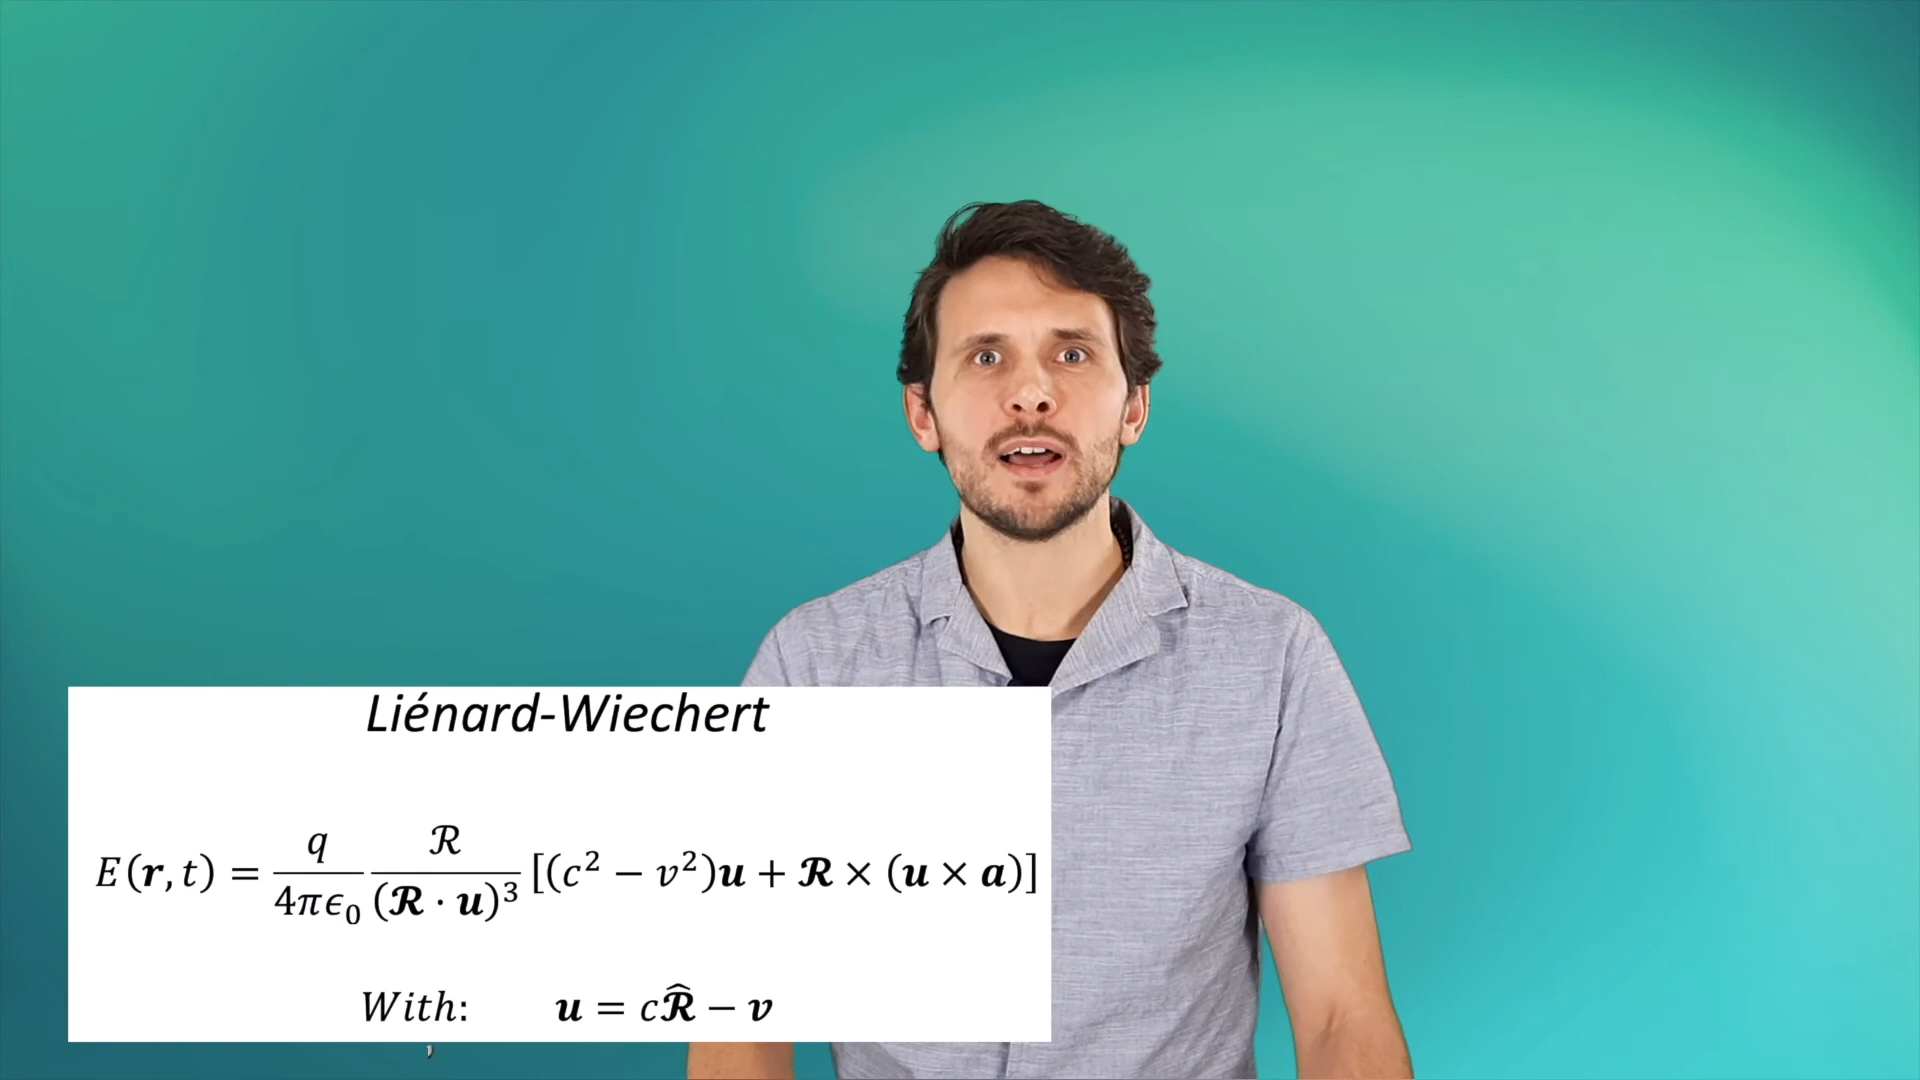 Liénard-Wiechert
E(r,t) = q/4πϵ₀ ℛ/(ℛ · u)³ [(c² − v²)u + ℛ × (u × a)]
With: u = cℛ̂ − v